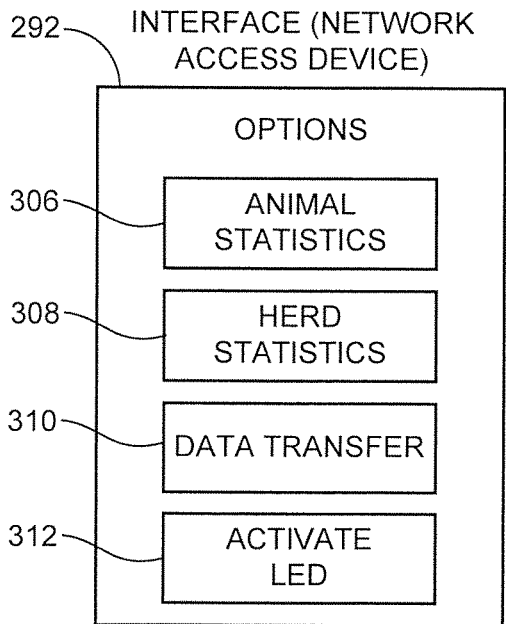 INTERFACE (NETWORK
ACCESS DEVICE)
292
OPTIONS
306
ANIMAL
STATISTICS
308
HERD
STATISTICS
310
DATA TRANSFER
312
ACTIVATE
LED